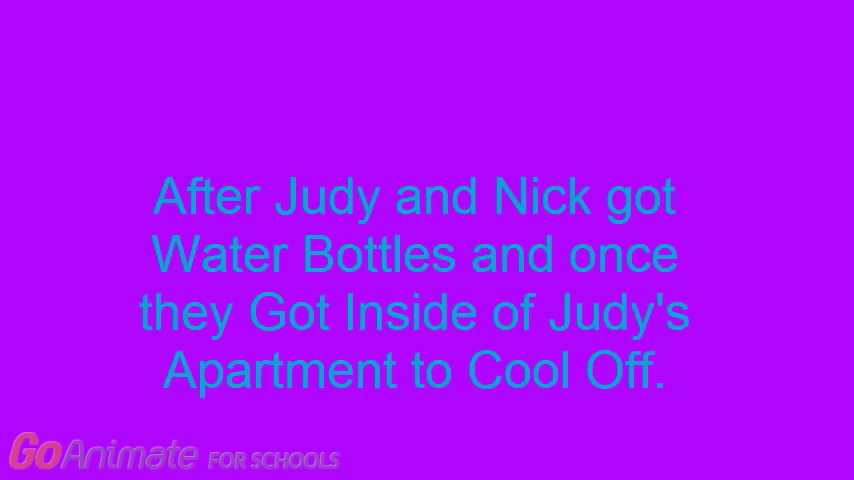 After Judy and Nick got
Water Bottles and once
they Got Inside of Judy's
Apartment to Cool Off.
GoAnimate FOR SCHOOLS